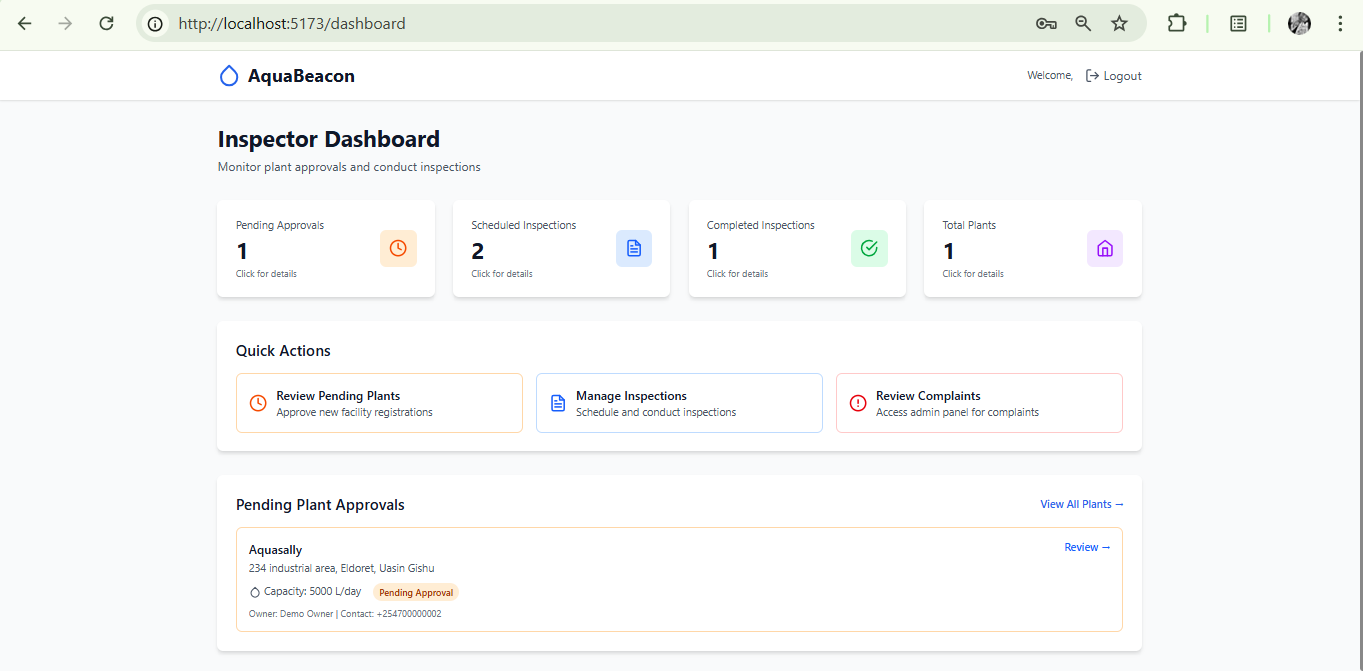 http://localhost:5173/dashboard
AquaBeacon
Welcome, Logout
Inspector Dashboard
Monitor plant approvals and conduct inspections
Pending Approvals
1
Click for details
Scheduled Inspections
2
Click for details
Completed Inspections
1
Click for details
Total Plants
1
Click for details
Quick Actions
Review Pending Plants
Approve new facility registrations
Manage Inspections
Schedule and conduct inspections
Review Complaints
Access admin panel for complaints
Pending Plant Approvals
View All Plants →
Aquasally
Review →
234 industrial area, Eldoret, Uasin Gishu
Capacity: 5000 L/day Pending Approval
Owner: Demo Owner | Contact: +254700000002